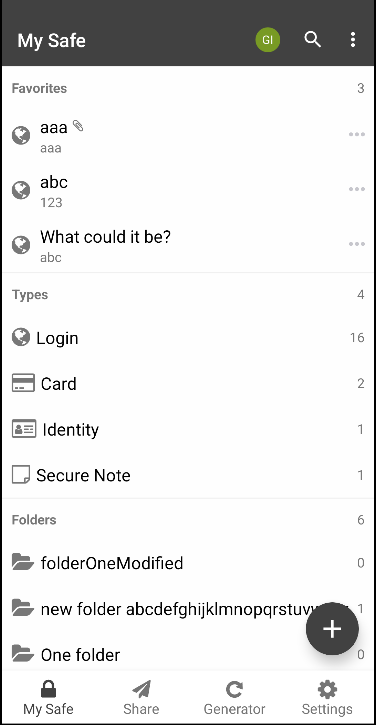 My Safe
GI
Favorites 3
aaa
aaa
abc
123
What could it be?
abc
Types 4
Login 16
Card 2
Identity 1
Secure Note 1
Folders 6
folderOneModified 0
new folder abcdefghijklmnopqrstuv 1
One folder 0
My Safe Share Generator Settings